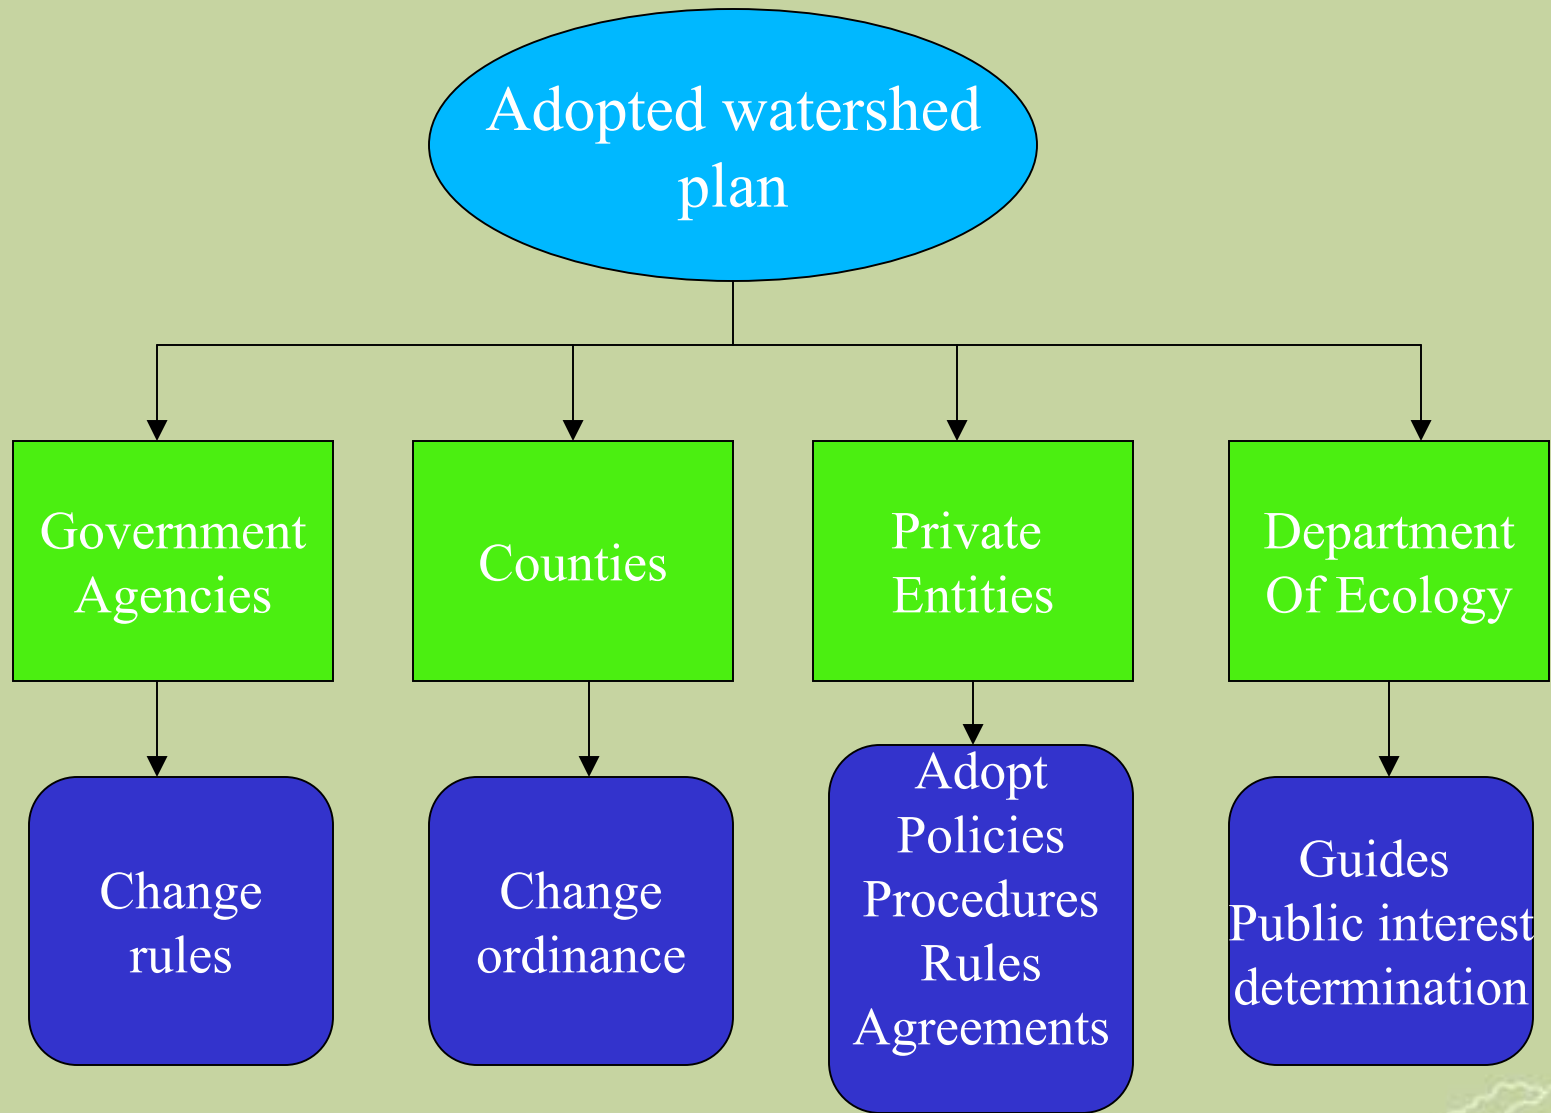 Adopted watershed
plan
Government
Agencies
Counties
Private
Entities
Department
Of Ecology
Change
rules
Change
ordinance
Adopt
Policies
Procedures
Rules
Agreements
Guides
Public interest
determination